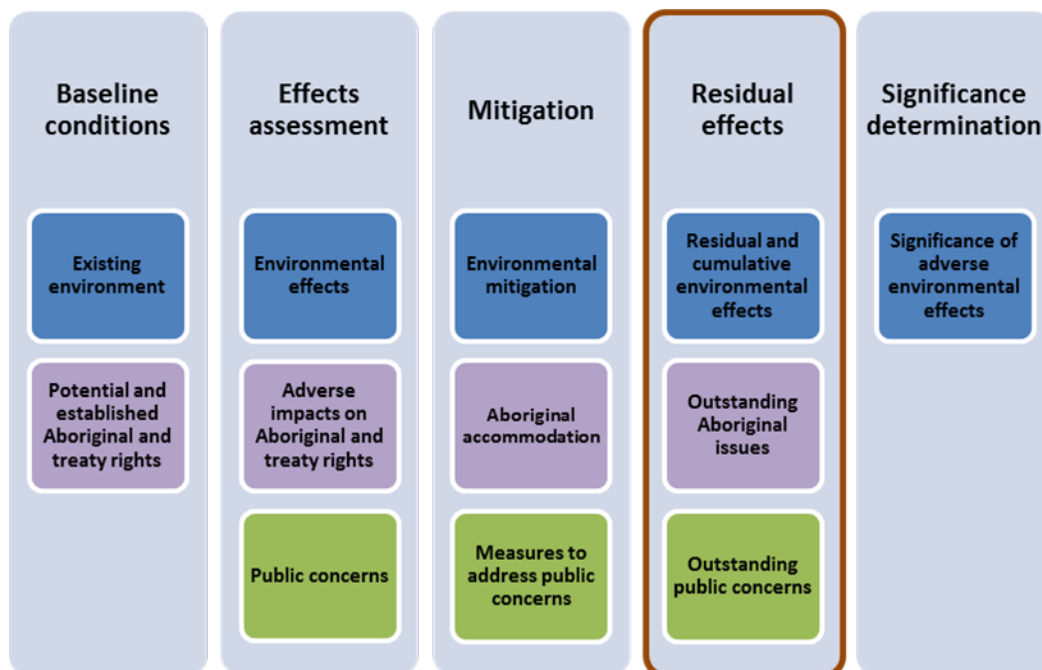 Baseline
conditions
Existing
environment
Potential and
established
Aboriginal and
treaty rights
Effects
assessment
Environmental
effects
Adverse
impacts on
Aboriginal and
treaty rights
Public concerns
Mitigation
Environmental
mitigation
Aboriginal
accommodation
Measures to
address public
concerns
Residual
effects
Residual and
cumulative
environmental
effects
Outstanding
Aboriginal
issues
Outstanding
public concerns
Significance
determination
Significance of
adverse
environmental
effects